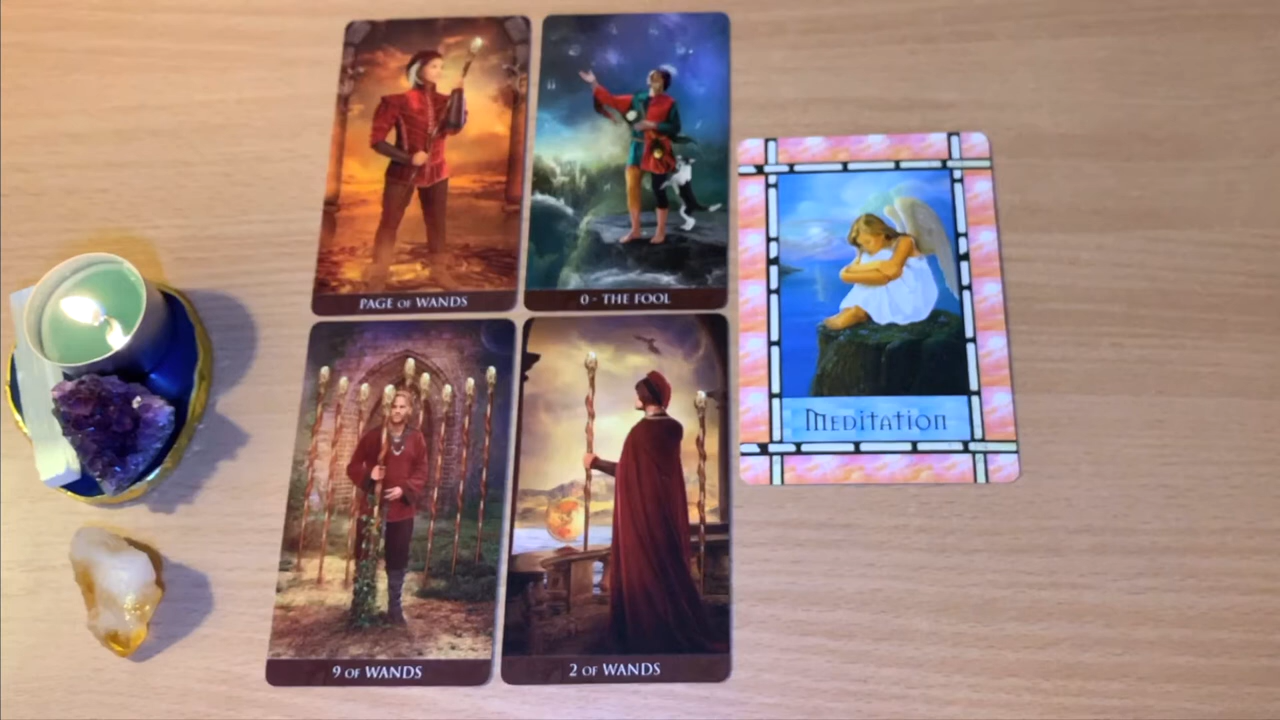 PAGE OF WANDS
0 - THE FOOL
MEDITATION
9 OF WANDS
2 OF WANDS